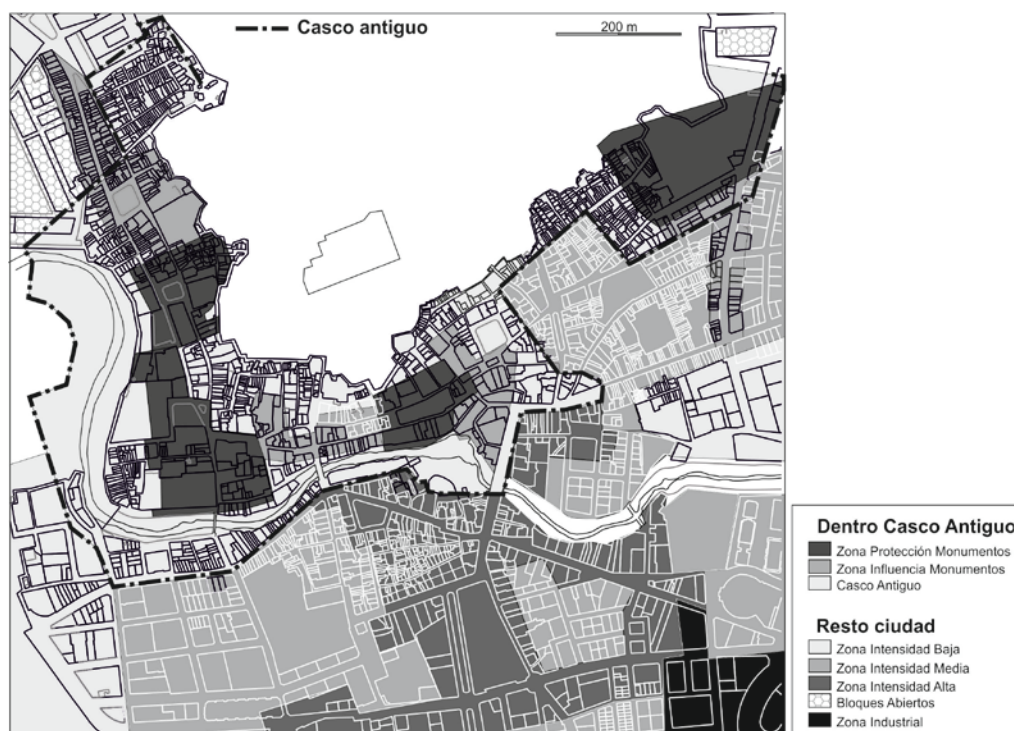 Casco antiguo
200 m
Dentro Casco Antiguo
Zona Protección Monumentos
Zona Influencia Monumentos
Casco Antiguo
Resto ciudad
Zona Intensidad Baja
Zona Intensidad Media
Zona Intensidad Alta
Bloques Abiertos
Zona Industrial